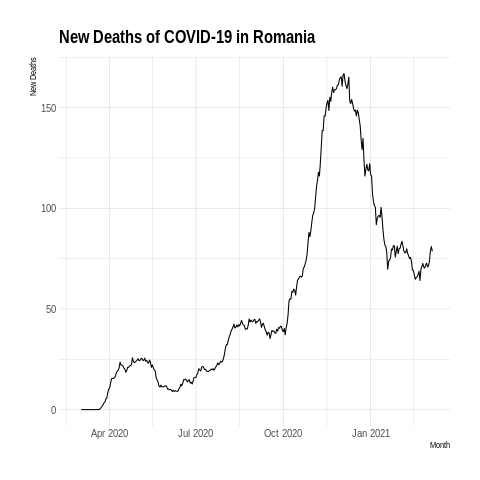 New Deaths of COVID-19 in Romania
New Deaths
150
100
50
0
Apr 2020 Jul 2020 Oct 2020 Jan 2021
Month